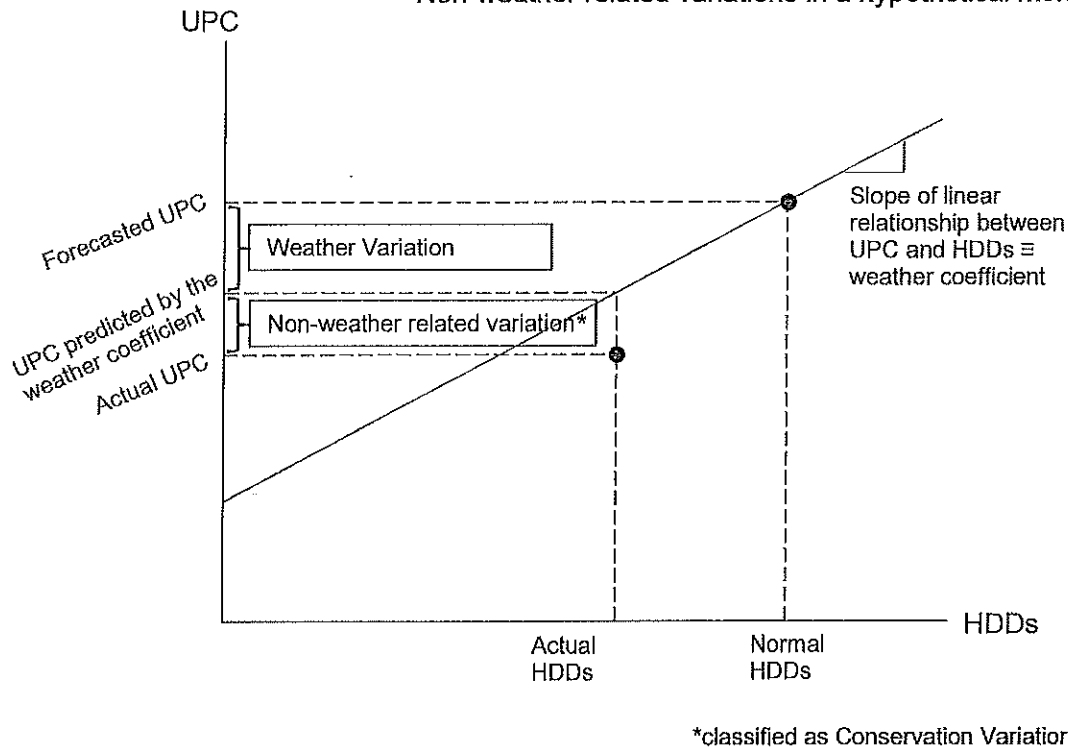 Non-weather related variations in a hypothetical
UPC
Forecasted UPC
Weather Variation
Slope of linear
relationship between
UPC and HDDs ≡
weather coefficient
UPC predicted by the
weather coefficient
Non-weather related variation*
Actual UPC
HDDs
Actual
HDDs
Normal
HDDs
*classified as Conservation Variation